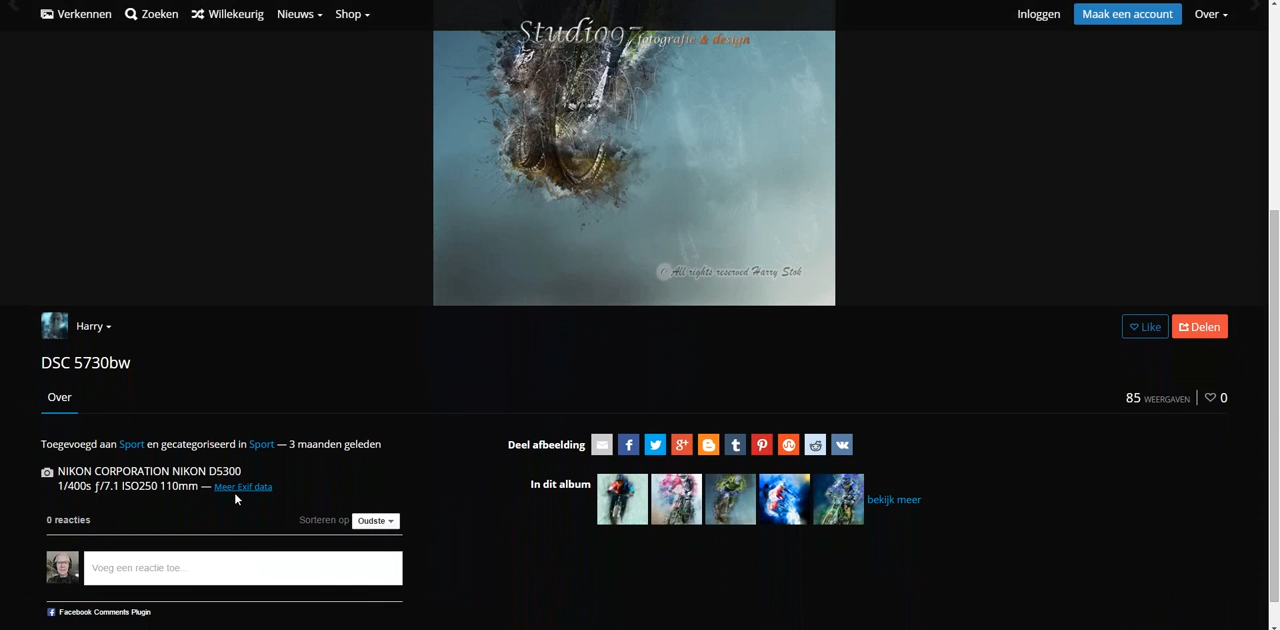 Verkennen Zoeken Willekeurig Nieuws Shop Inloggen Maak een account Over
Studio97
fotografie & design
© All rights reserved Harry Stok
Harry
Like Delen
DSC 5730bw
Over
85 WEERGAVEN 0
Toegevoegd aan Sport en gecategoriseerd in Sport — 3 maanden geleden
NIKON CORPORATION NIKON D5300
1/400s ƒ/7.1 ISO250 110mm — Meer Exif data
0 reacties Sorteren op Oudste
Voeg een reactie toe...
Facebook Comments Plugin
Deel afbeelding
In dit album
bekijk meer